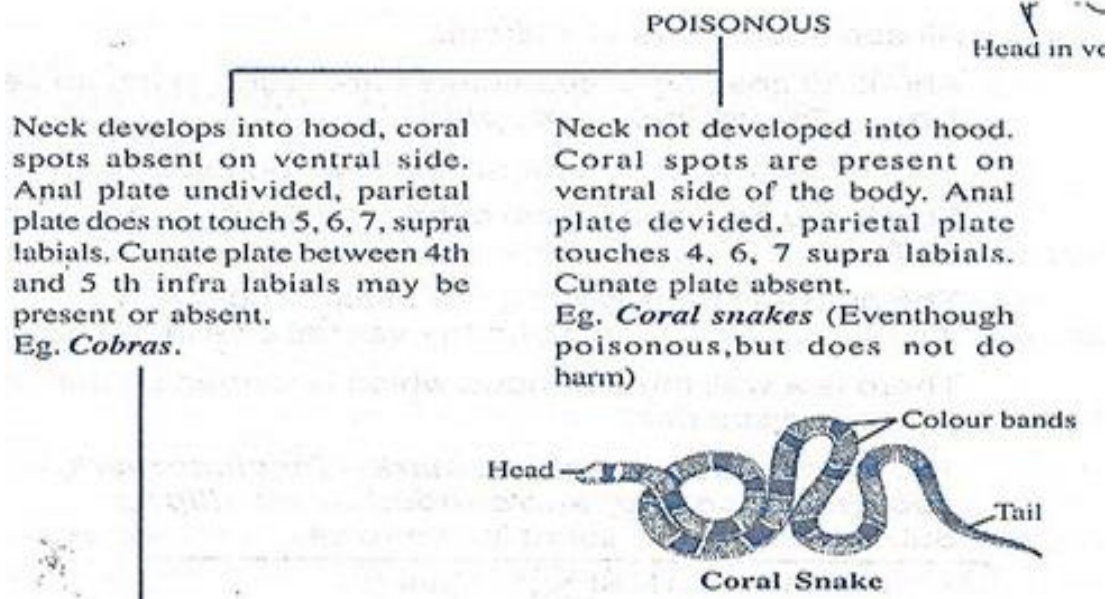 POISONOUS
Head in
Neck develops into hood, coral
spots absent on ventral side.
Anal plate undivided, parietal
plate does not touch 5, 6, 7, supra
labials. Cunate plate between 4th
and 5 th infra labials may be
present or absent.
Eg. Cobras.
Neck not developed into hood.
Coral spots are present on
ventral side of the body. Anal
plate devided, parietal plate
touches 4, 6, 7 supra labials.
Cunate plate absent.
Eg. Coral snakes (Eventhough
poisonous,but does not do
harm)
Colour bands
Head
Tail
Coral Snake